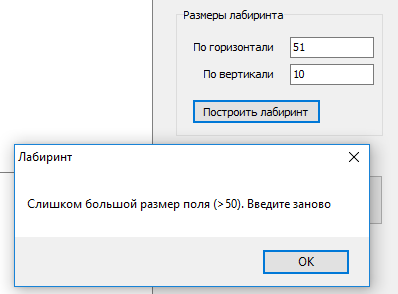 Размеры лабиринта
По горизонтали 51
По вертикали 10
Построить лабиринт
Лабиринт
Слишком большой размер поля (>50). Введите заново
OK